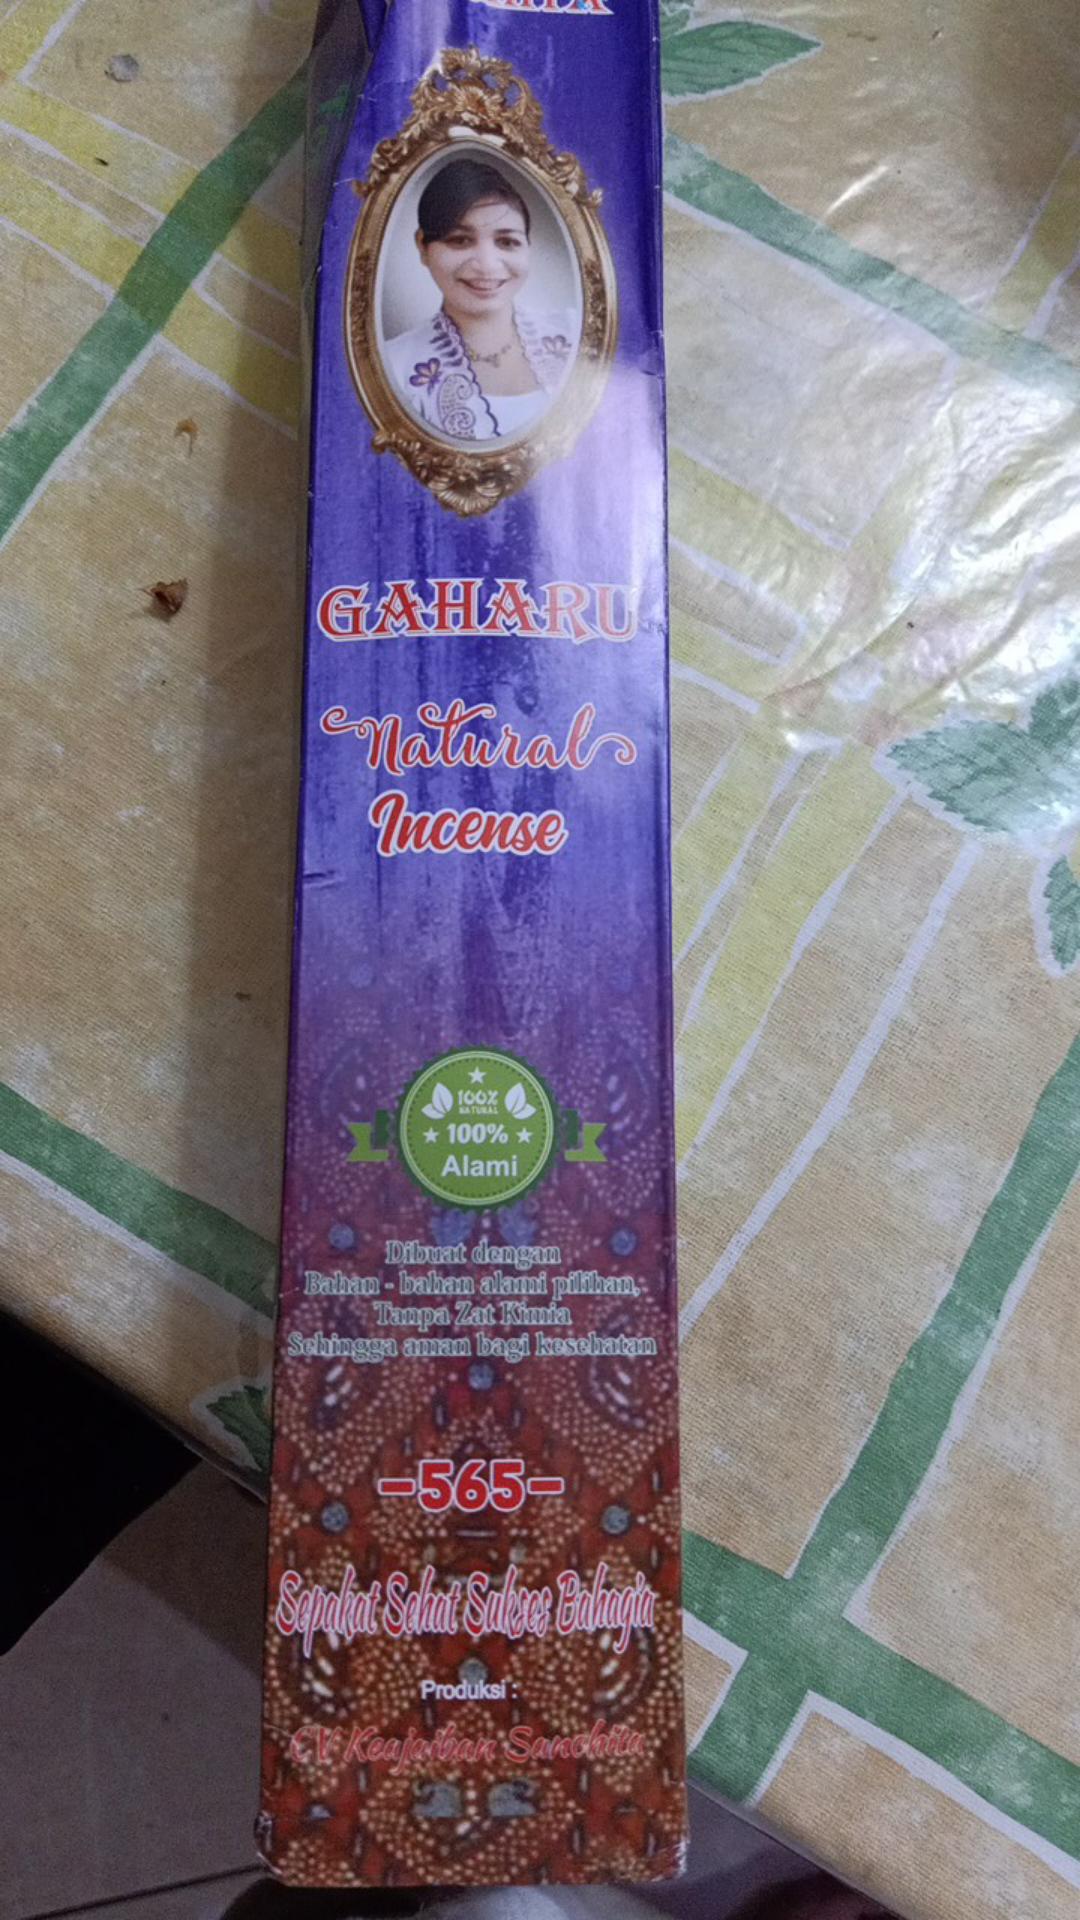 GAHARU
Natural
Incense
100%
NATURAL
100%
Alami
Dibuat dengan
Bahan - bahan alami pilihan,
Tanpa Zat Kimia
Sehingga aman bagi kesehatan
-565-
Sepakat Sehat Sukses Bahagia
Produksi :
CV Keajaiban Sanchita